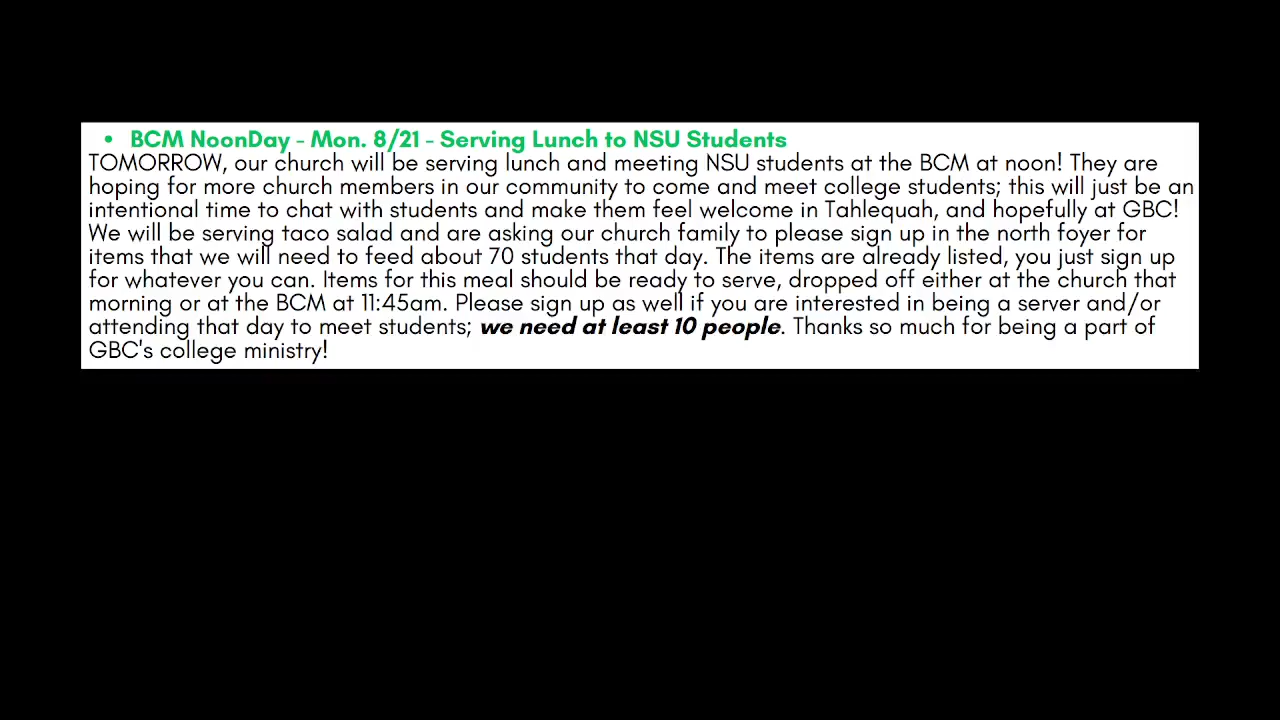 • BCM NoonDay - Mon. 8/21 - Serving Lunch to NSU Students
TOMORROW, our church will be serving lunch and meeting NSU students at the BCM at noon! They are
hoping for more church members in our community to come and meet college students; this will just be an
intentional time to chat with students and make them feel welcome in Tahlequah, and hopefully at GBC!
We will be serving taco salad and are asking our church family to please sign up in the north foyer for
items that we will need to feed about 70 students that day. The items are already listed, you just sign up
for whatever you can. Items for this meal should be ready to serve, dropped off either at the church that
morning or at the BCM at 11:45am. Please sign up as well if you are interested in being a server and/or
attending that day to meet students; we need at least 10 people. Thanks so much for being a part of
GBC's college ministry!